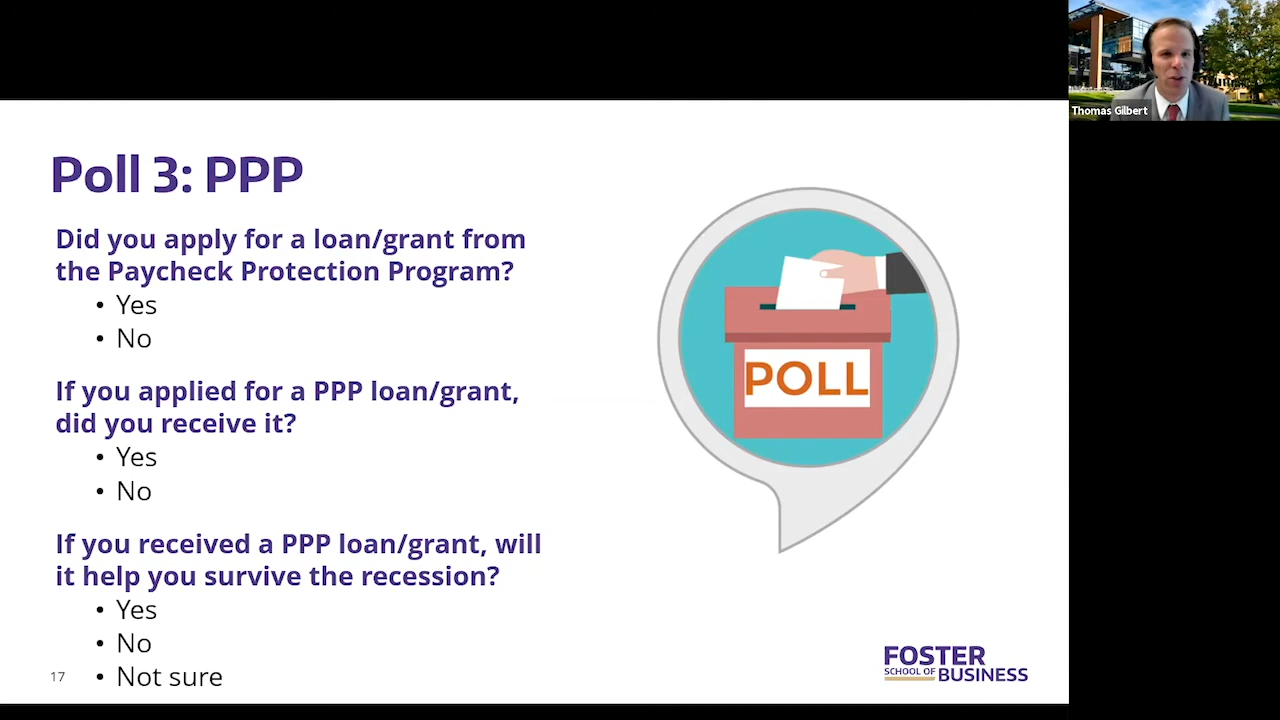 Thomas Gilbert
Poll 3: PPP
Did you apply for a loan/grant from
the Paycheck Protection Program?
• Yes
• No
If you applied for a PPP loan/grant,
did you receive it?
• Yes
• No
If you received a PPP loan/grant, will
it help you survive the recession?
• Yes
• No
• Not sure
POLL
17
FOSTER
SCHOOL OF BUSINESS